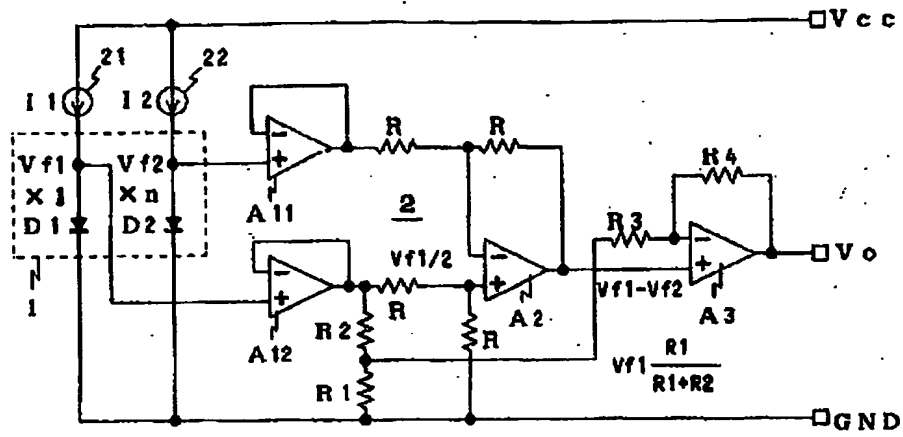 Vcc
21
22
I1
I2
Vf1
Vf2
×1
×n
D1
D2
1
−
+
A11
−
+
A12
2
R
R
Vf1/2
R
R
R2
R1
−
+
A2
R3
R4
−
+
A3
Vf1-Vf2
Vf1 R1
R1+R2
Vo
GND